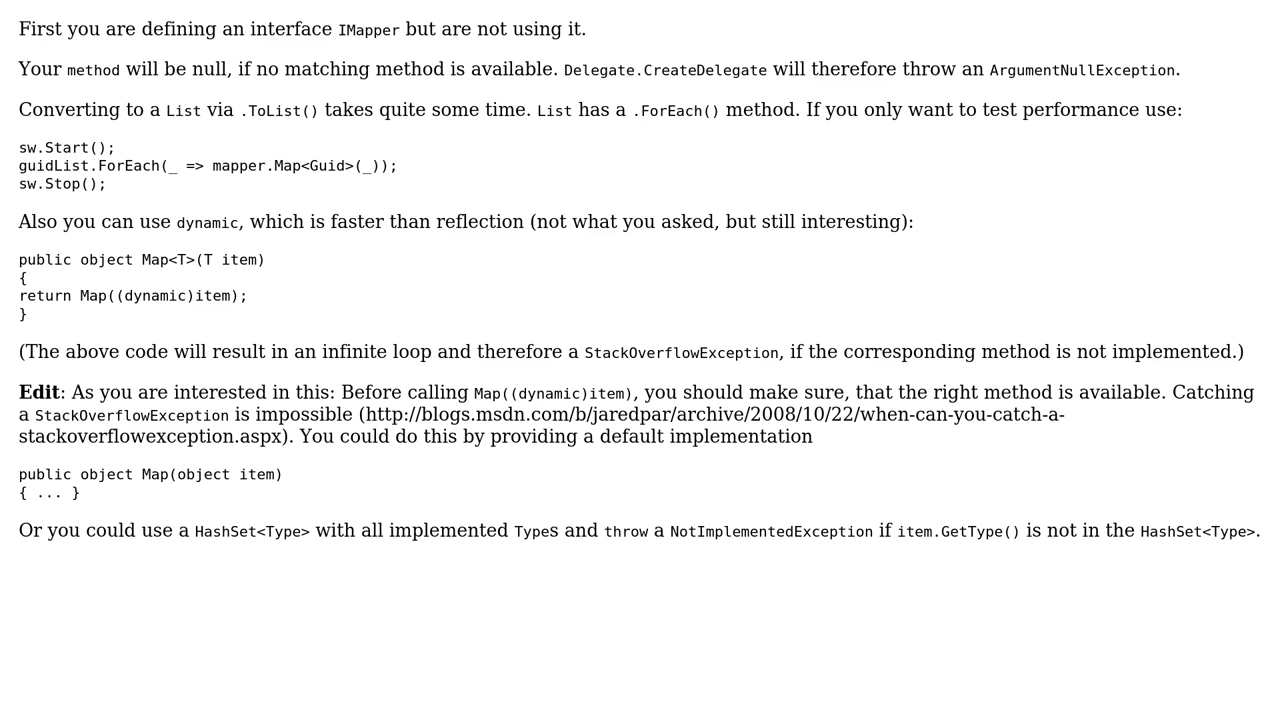 First you are defining an interface IMapper but are not using it.
Your method will be null, if no matching method is available. Delegate.CreateDelegate will therefore throw an ArgumentNullException.
Converting to a List via .ToList() takes quite some time. List has a .ForEach() method. If you only want to test performance use:
sw.Start();
guidList.ForEach(_ => mapper.Map<Guid>(_));
sw.Stop();
Also you can use dynamic, which is faster than reflection (not what you asked, but still interesting):
public object Map<T>(T item)
{
return Map((dynamic)item);
}
(The above code will result in an infinite loop and therefore a StackOverflowException, if the corresponding method is not implemented.)
Edit: As you are interested in this: Before calling Map((dynamic)item), you should make sure, that the right method is available. Catching
a StackOverflowException is impossible (http://blogs.msdn.com/b/jaredpar/archive/2008/10/22/when-can-you-catch-a-
stackoverflowexception.aspx). You could do this by providing a default implementation
public object Map(object item)
{ ... }
Or you could use a HashSet<Type> with all implemented Types and throw a NotImplementedException if item.GetType() is not in the HashSet<Type>.